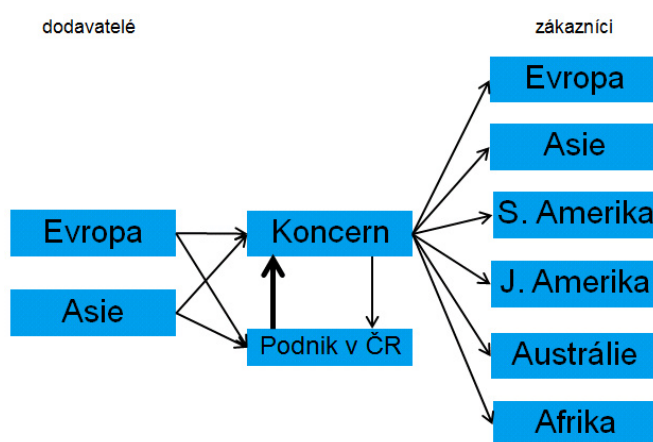 dodavatelé
zákazníci
Evropa
Asie
S. Amerika
Evropa
Koncern
J. Amerika
Asie
Podnik v ČR
Austrálie
Afrika